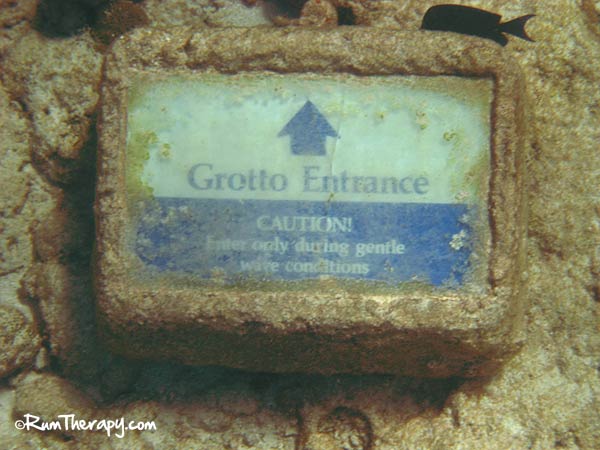 Grotto Entrance
CAUTION!
Enter only during gentle
wave conditions
©RumTherapy.com